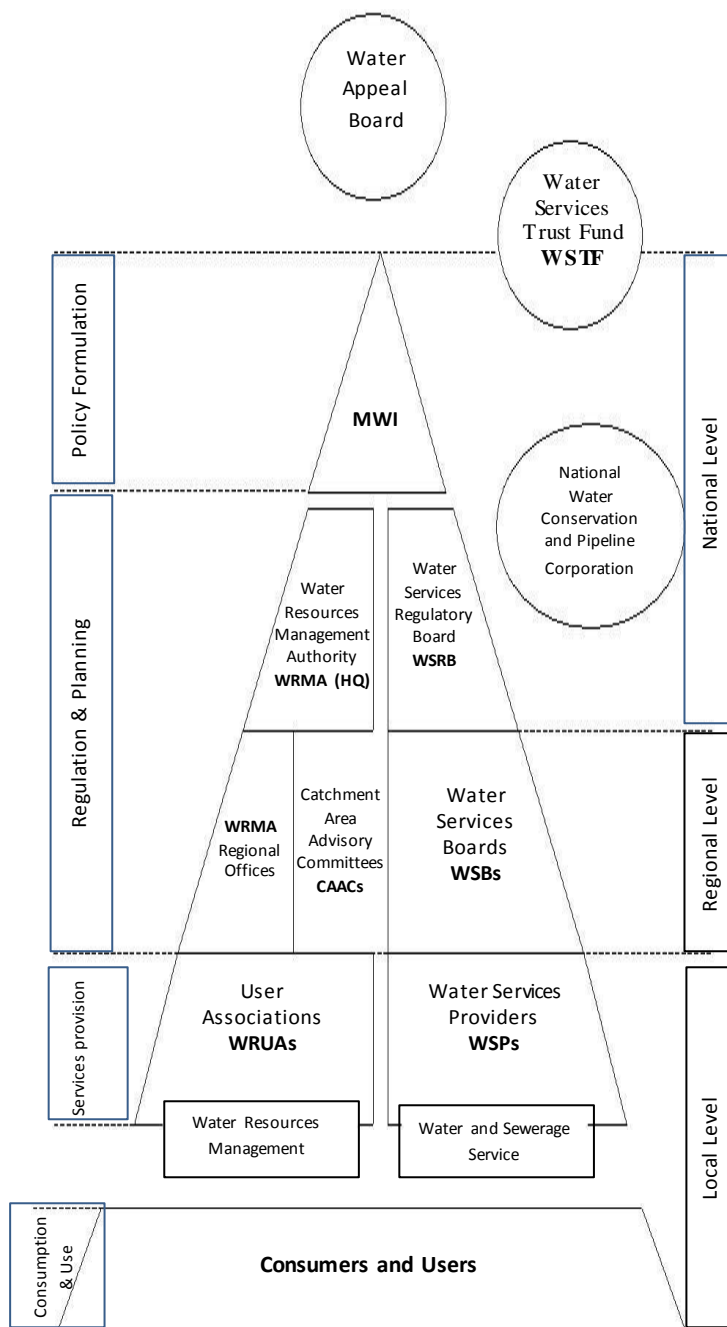 Water
Appeal
Board
Water
Services
Trust Fund
WSTF
Policy Formulation
MWI
National Level
National
Water
Conservation
and Pipeline
Corporation
Regulation & Planning
Water
Resources
Management
Authority
WRMA (HQ)
Water
Services
Regulatory
Board
WSRB
WRMA
Regional
Offices
Catchment
Area
Advisory
Committees
CAACs
Water
Services
Boards
WSBs
Regional Level
Services provision
User
Associations
WRUAs
Water Services
Providers
WSPs
Local Level
Water Resources
Management
Water and Sewerage
Service
Consumption
& Use
Consumers and Users